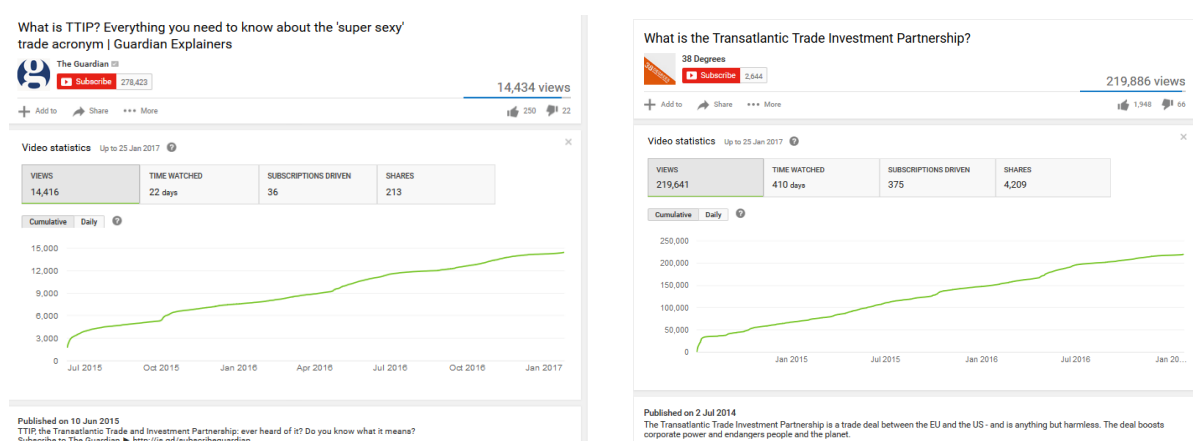 What is TTIP? Everything you need to know about the 'super sexy'
trade acronym | Guardian Explainers
The Guardian
Subscribe 278,423
14,434 views
Add to Share More
250 22
Video statistics Up to 25 Jan 2017 ?
VIEWS TIME WATCHED SUBSCRIPTIONS DRIVEN SHARES
14,416 22 days 36 213
Cumulative Daily ?
15,000
12,000
9,000
6,000
3,000
0
Jul 2015 Oct 2015 Jan 2016 Apr 2016 Jul 2016 Oct 2016 Jan 2017
Published on 10 Jun 2015
TTIP, the Transatlantic Trade and Investment Partnership: ever heard of it? Do you know what it means?
Subscribe to The Guardian ► http://is.gd/subscribeguardian
What is the Transatlantic Trade Investment Partnership?
38 Degrees
Subscribe 2,644
219,886 views
Add to Share More
1,948 66
Video statistics Up to 25 Jan 2017 ?
VIEWS TIME WATCHED SUBSCRIPTIONS DRIVEN SHARES
219,641 410 days 375 4,209
Cumulative Daily ?
250,000
200,000
150,000
100,000
50,000
0
Jan 2015 Jul 2015 Jan 2016 Jul 2016 Jan 20...
Published on 2 Jul 2014
The Transatlantic Trade Investment Partnership is a trade deal between the EU and the US - and is anything but harmless. The deal boosts
corporate power and endangers people and the planet.